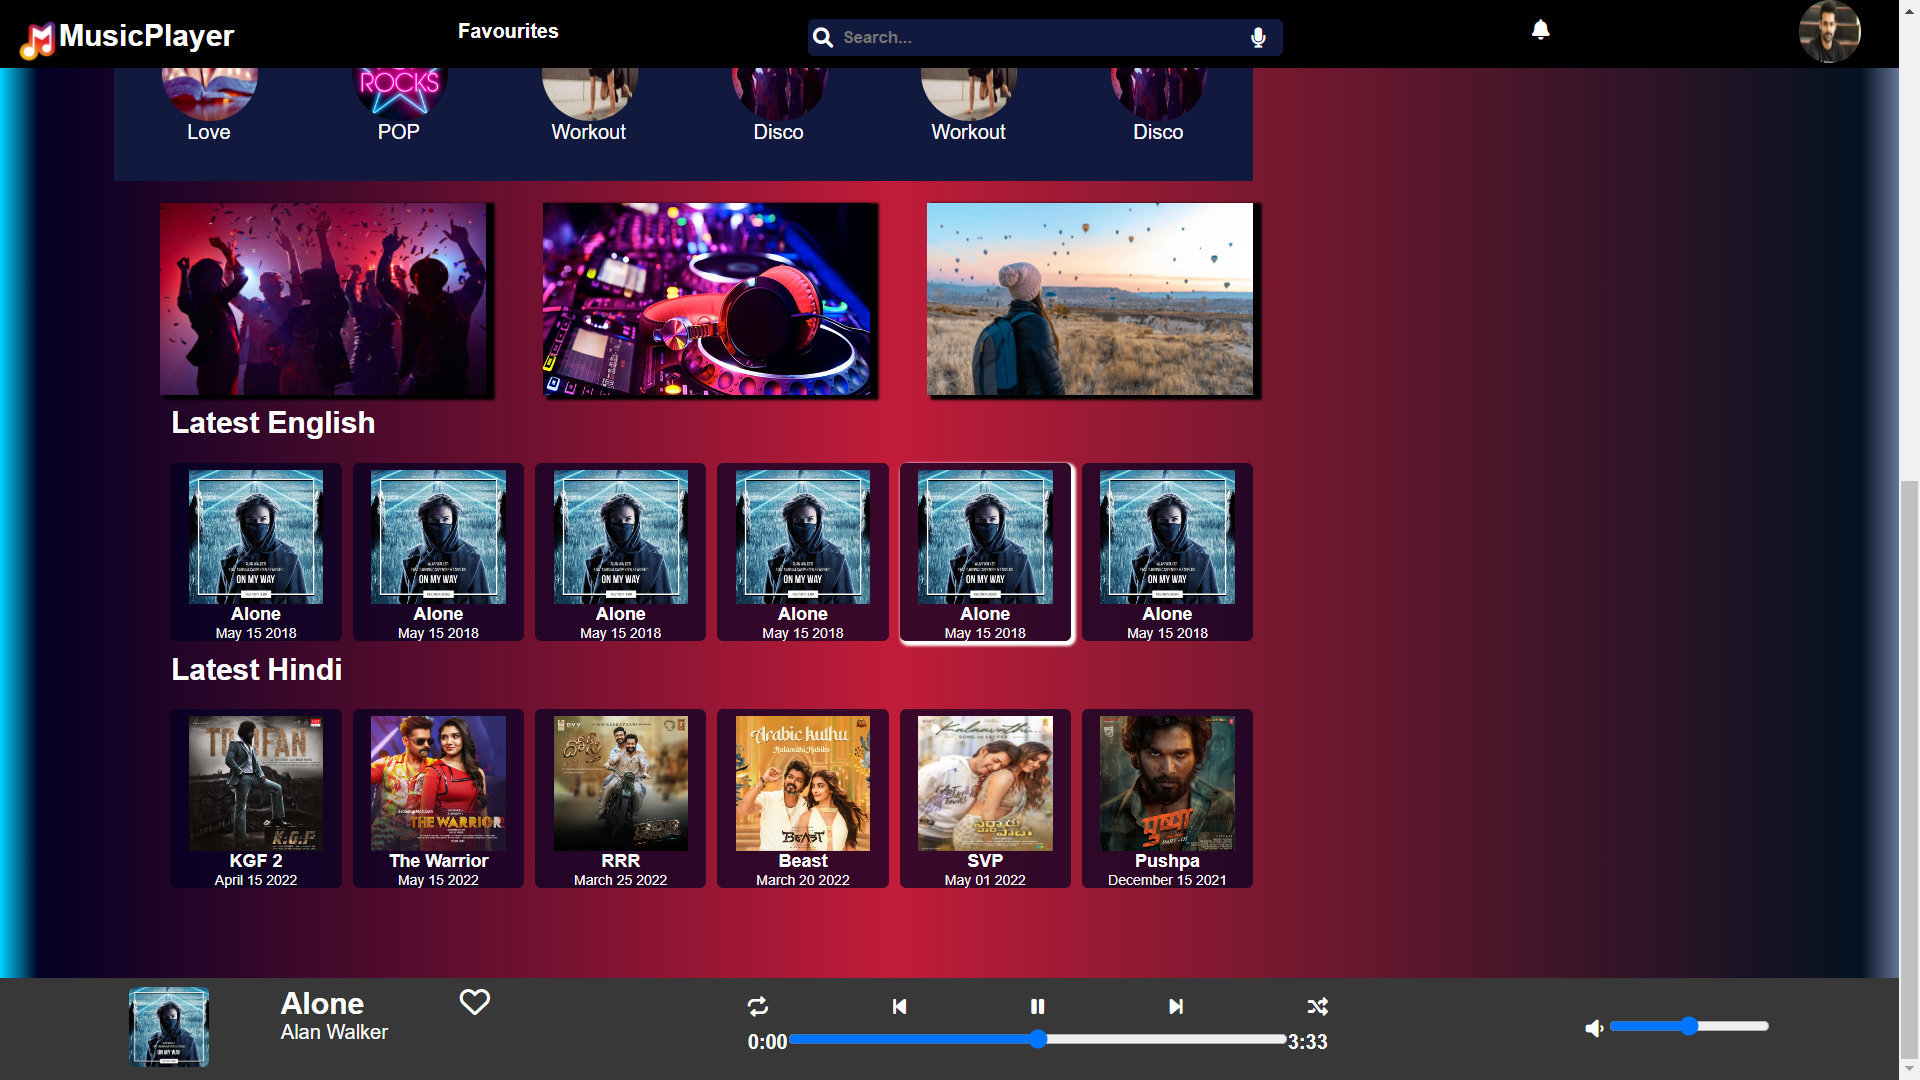 MusicPlayer
Favourites
Search...
ROCKS
Love
POP
Workout
Disco
Workout
Disco
Latest English
ON MY WAY
ON MY WAY
ON MY WAY
ON MY WAY
ON MY WAY
ON MY WAY
Alone
Alone
Alone
Alone
Alone
Alone
May 15 2018
May 15 2018
May 15 2018
May 15 2018
May 15 2018
May 15 2018
Latest Hindi
K.G.F
THE WARRIOR
Arabic kuthu
Halamithi Habibo
BEAST
Kalaavathi...
KGF 2
The Warrior
RRR
Beast
SVP
Pushpa
April 15 2022
May 15 2022
March 25 2022
March 20 2022
May 01 2022
December 15 2021
ON MY WAY
Alone
Alan Walker
0:00
3:33